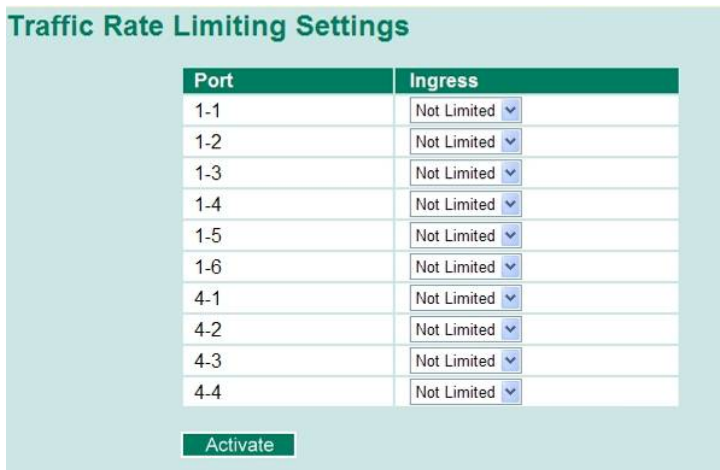 Traffic Rate Limiting Settings
Port Ingress
1-1 Not Limited
1-2 Not Limited
1-3 Not Limited
1-4 Not Limited
1-5 Not Limited
1-6 Not Limited
4-1 Not Limited
4-2 Not Limited
4-3 Not Limited
4-4 Not Limited
Activate